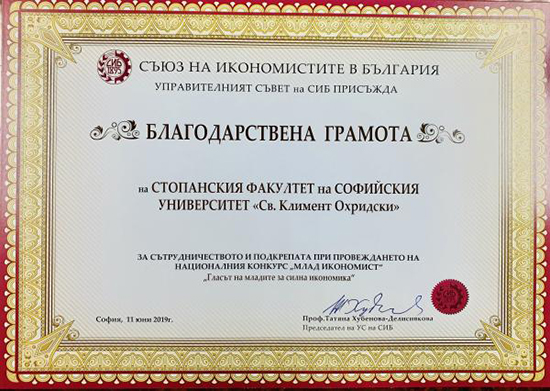 СИБ
1895
СЪЮЗ НА ИКОНОМИСТИТЕ В БЪЛГАРИЯ
УПРАВИТЕЛНИЯТ СЪВЕТ на СИБ ПРИСЪЖДА
БЛАГОДАРСТВЕНА ГРАМОТА
на СТОПАНСКИЯ ФАКУЛТЕТ на СОФИЙСКИЯ
УНИВЕРСИТЕТ «Св. Климент Охридски»
ЗА СЪТРУДНИЧЕСТВОТО И ПОДКРЕПАТА ПРИ ПРОВЕЖДАНЕТО НА
НАЦИОНАЛНИЯ КОНКУРС „МЛАД ИКОНОМИСТ"
„Гласът на младите за силна икономика"
София, 11 юни 2019г.
Проф.Татяна Хубенова-Делисивкова
Председател на УС на СИБ